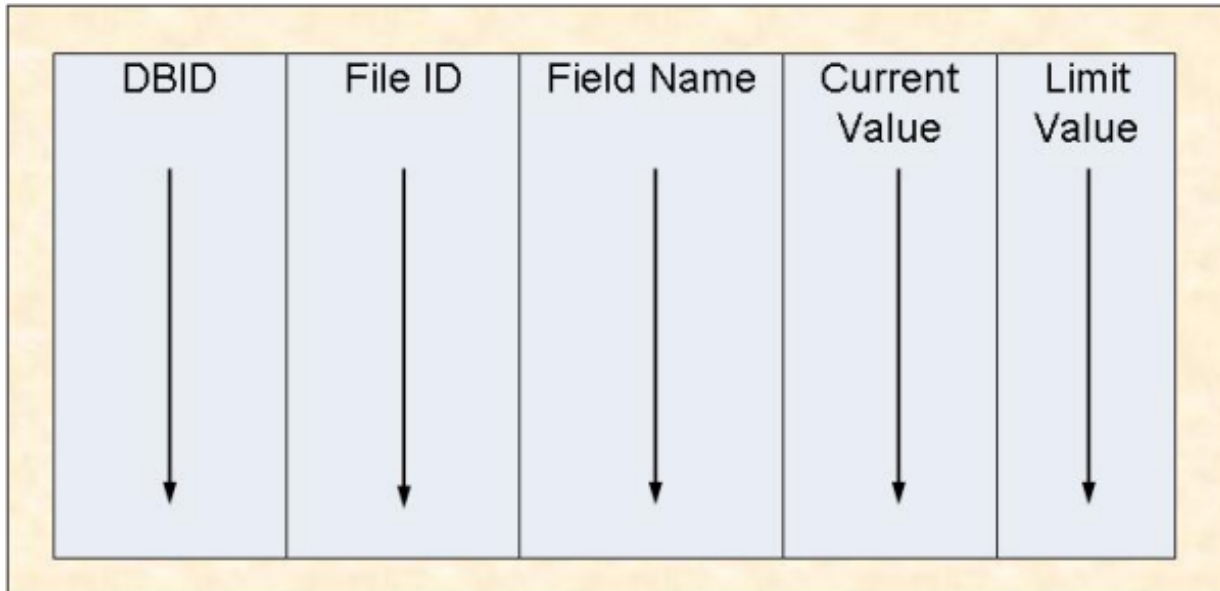 DBID
File ID
Field Name
Current
Value
Limit
Value